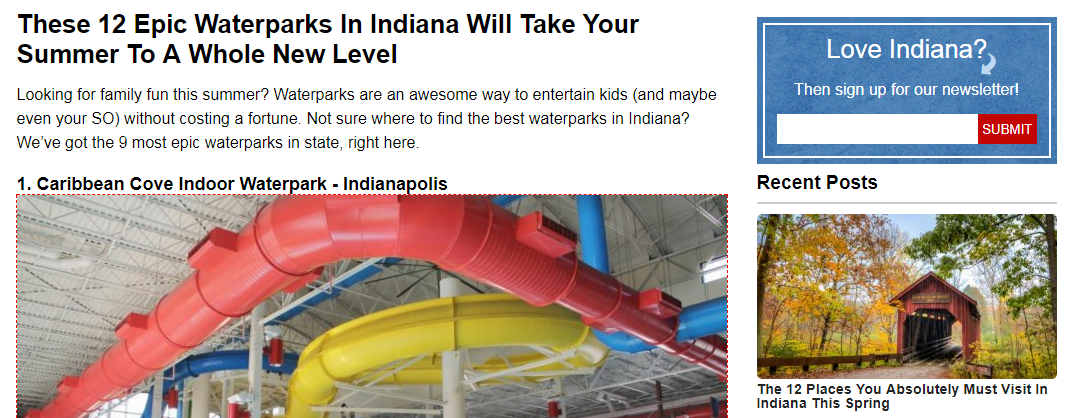 These 12 Epic Waterparks In Indiana Will Take Your
Summer To A Whole New Level
Looking for family fun this summer? Waterparks are an awesome way to entertain kids (and maybe
even your SO) without costing a fortune. Not sure where to find the best waterparks in Indiana?
We’ve got the 9 most epic waterparks in state, right here.
1. Caribbean Cove Indoor Waterpark - Indianapolis
Love Indiana?
Then sign up for our newsletter!
SUBMIT
Recent Posts
The 12 Places You Absolutely Must Visit In
Indiana This Spring